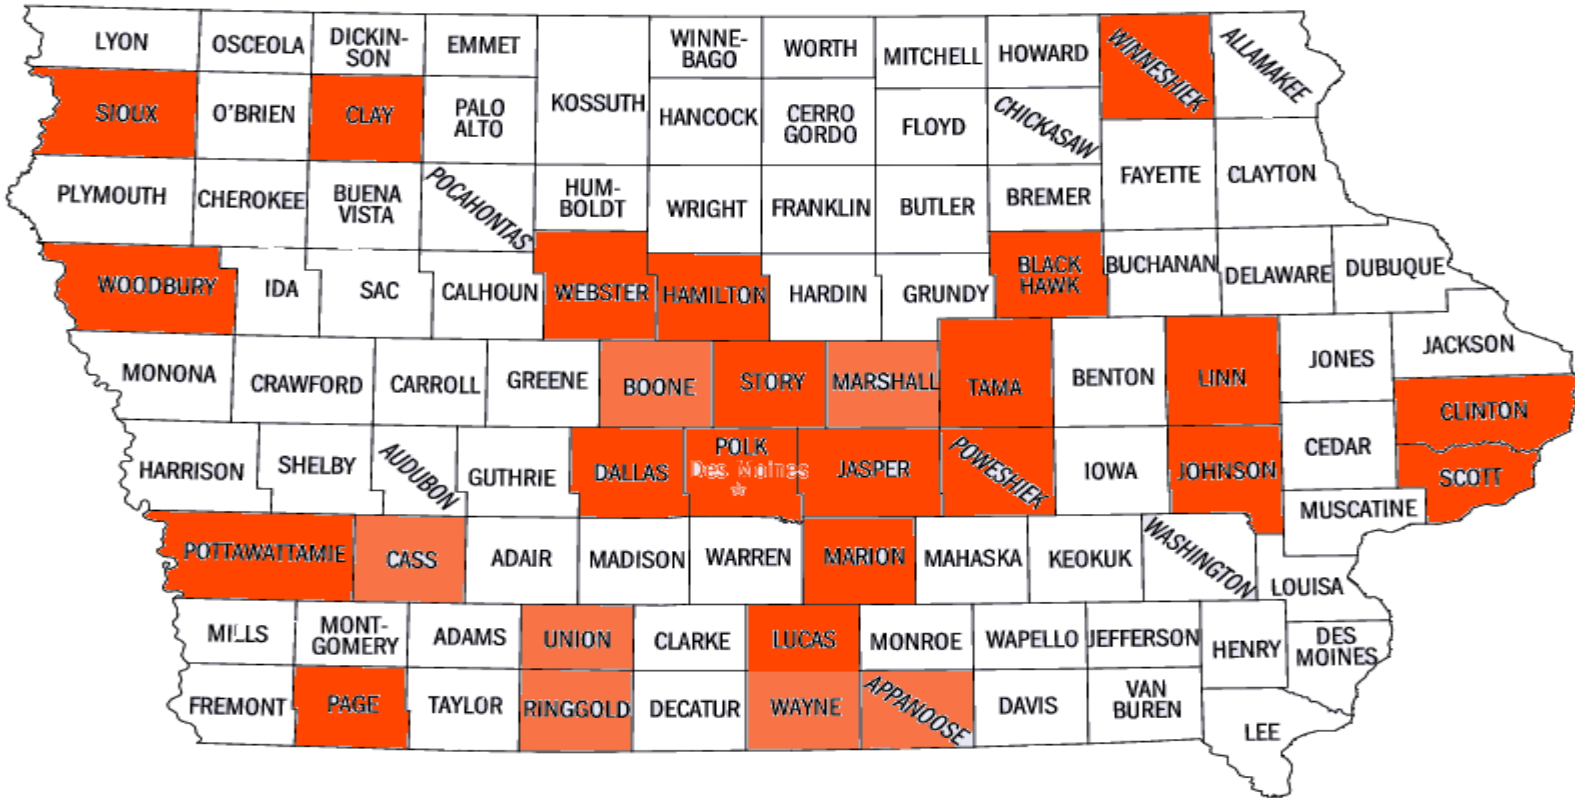 LYON
OSCEOLA
DICKIN-
SON
EMMET
WINNE-
BAGO
WORTH
MITCHELL
HOWARD
WINNESHIEK
ALLAMAKEE
SIOUX
O'BRIEN
CLAY
PALO
ALTO
KOSSUTH
HANCOCK
CERRO
GORDO
FLOYD
CHICKASAW
PLYMOUTH
CHEROKEE
BUENA
VISTA
POCAHONTAS
HUM-
BOLDT
WRIGHT
FRANKLIN
BUTLER
BREMER
FAYETTE
CLAYTON
WOODBURY
IDA
SAC
CALHOUN
WEBSTER
HAMILTON
HARDIN
GRUNDY
BLACK
HAWK
BUCHANAN
DELAWARE
DUBUQUE
MONONA
CRAWFORD
CARROLL
GREENE
BOONE
STORY
MARSHALL
TAMA
BENTON
LINN
JONES
JACKSON
CLINTON
HARRISON
SHELBY
AUDUBON
GUTHRIE
DALLAS
POLK
Des Moines
JASPER
POWESHIEK
IOWA
JOHNSON
CEDAR
SCOTT
MUSCATINE
POTTAWATTAMIE
CASS
ADAIR
MADISON
WARREN
MARION
MAHASKA
KEOKUK
WASHINGTON
LOUISA
MILLS
MONT-
GOMERY
ADAMS
UNION
CLARKE
LUCAS
MONROE
WAPELLO
JEFFERSON
HENRY
DES
MOINES
FREMONT
PAGE
TAYLOR
RINGGOLD
DECATUR
WAYNE
APPANOOSE
DAVIS
VAN
BUREN
LEE